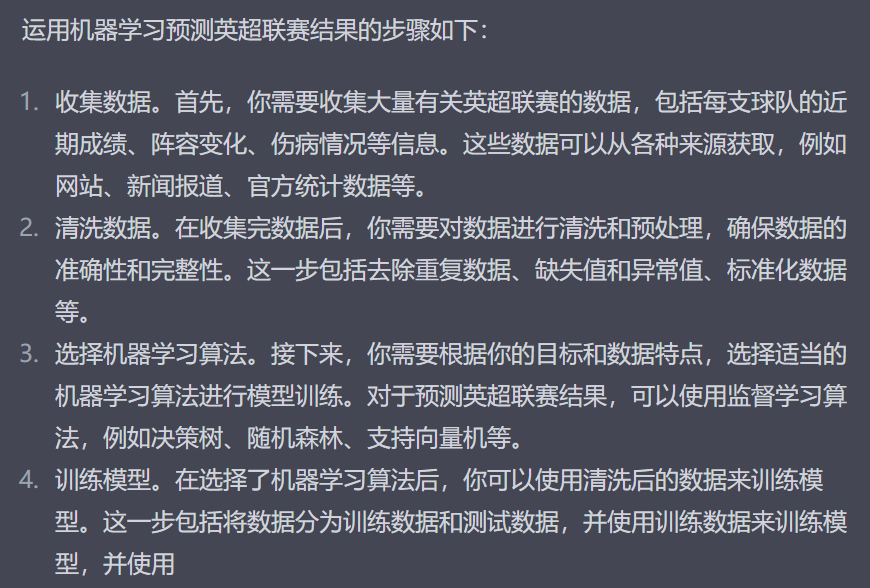 运用机器学习预测英超联赛结果的步骤如下：
1. 收集数据。首先，你需要收集大量有关英超联赛的数据，包括每支球队的近
期成绩、阵容变化、伤病情况等信息。这些数据可以从各种来源获取，例如
网站、新闻报道、官方统计数据等。
2. 清洗数据。在收集完数据后，你需要对数据进行清洗和预处理，确保数据的
准确性和完整性。这一步包括去除重复数据、缺失值和异常值、标准化数据
等。
3. 选择机器学习算法。接下来，你需要根据你的目标和数据特点，选择适当的
机器学习算法进行模型训练。对于预测英超联赛结果，可以使用监督学习算
法，例如决策树、随机森林、支持向量机等。
4. 训练模型。在选择了机器学习算法后，你可以使用清洗后的数据来训练模
型。这一步包括将数据分为训练数据和测试数据，并使用训练数据来训练模
型，并使用